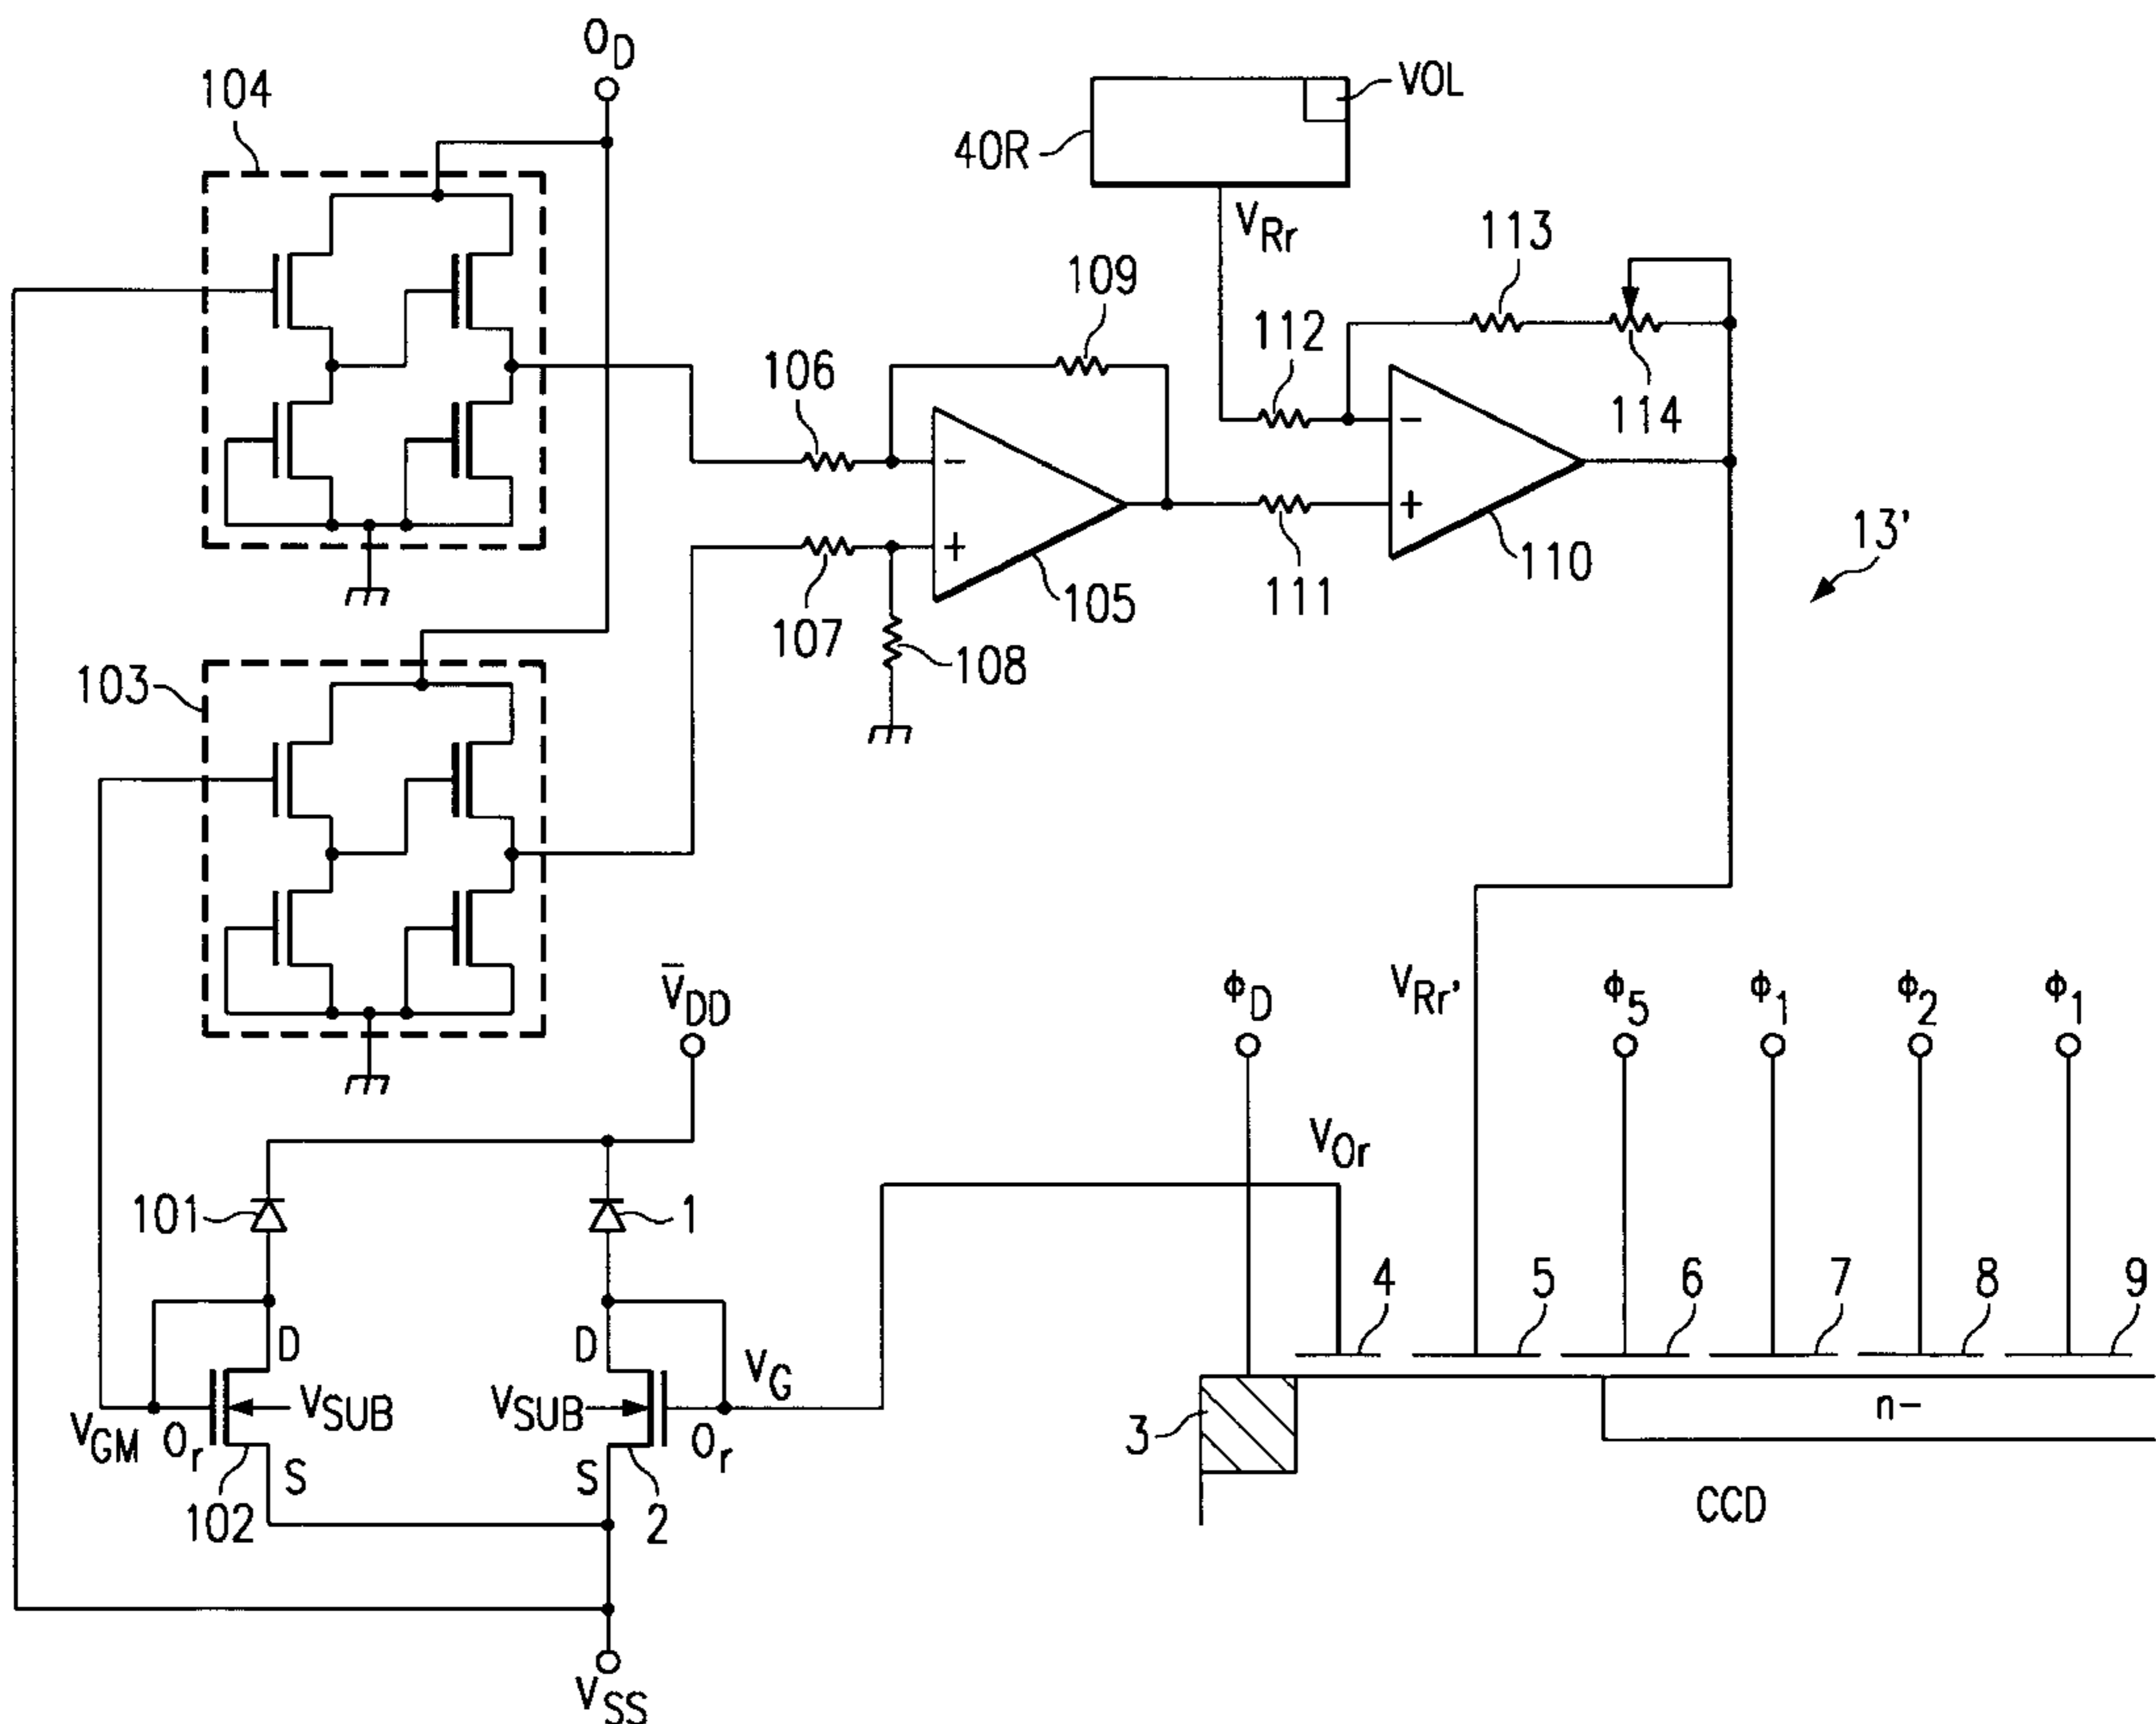 O_D
104
VOL
40R
V_Rr
113
109
112
106
114
−
−
13'
+
+
110
111
105
107
108
103
V̄_DD
ϕ_D
V_Rr'
ϕ_5
ϕ_1
ϕ_2
ϕ_1
V_Or
101
1
4
5
6
7
8
9
D
D
V_G
V_SUB
V_SUB
n−
V_GM
O_r
O_r
3
S
S
102
2
CCD
V_SS